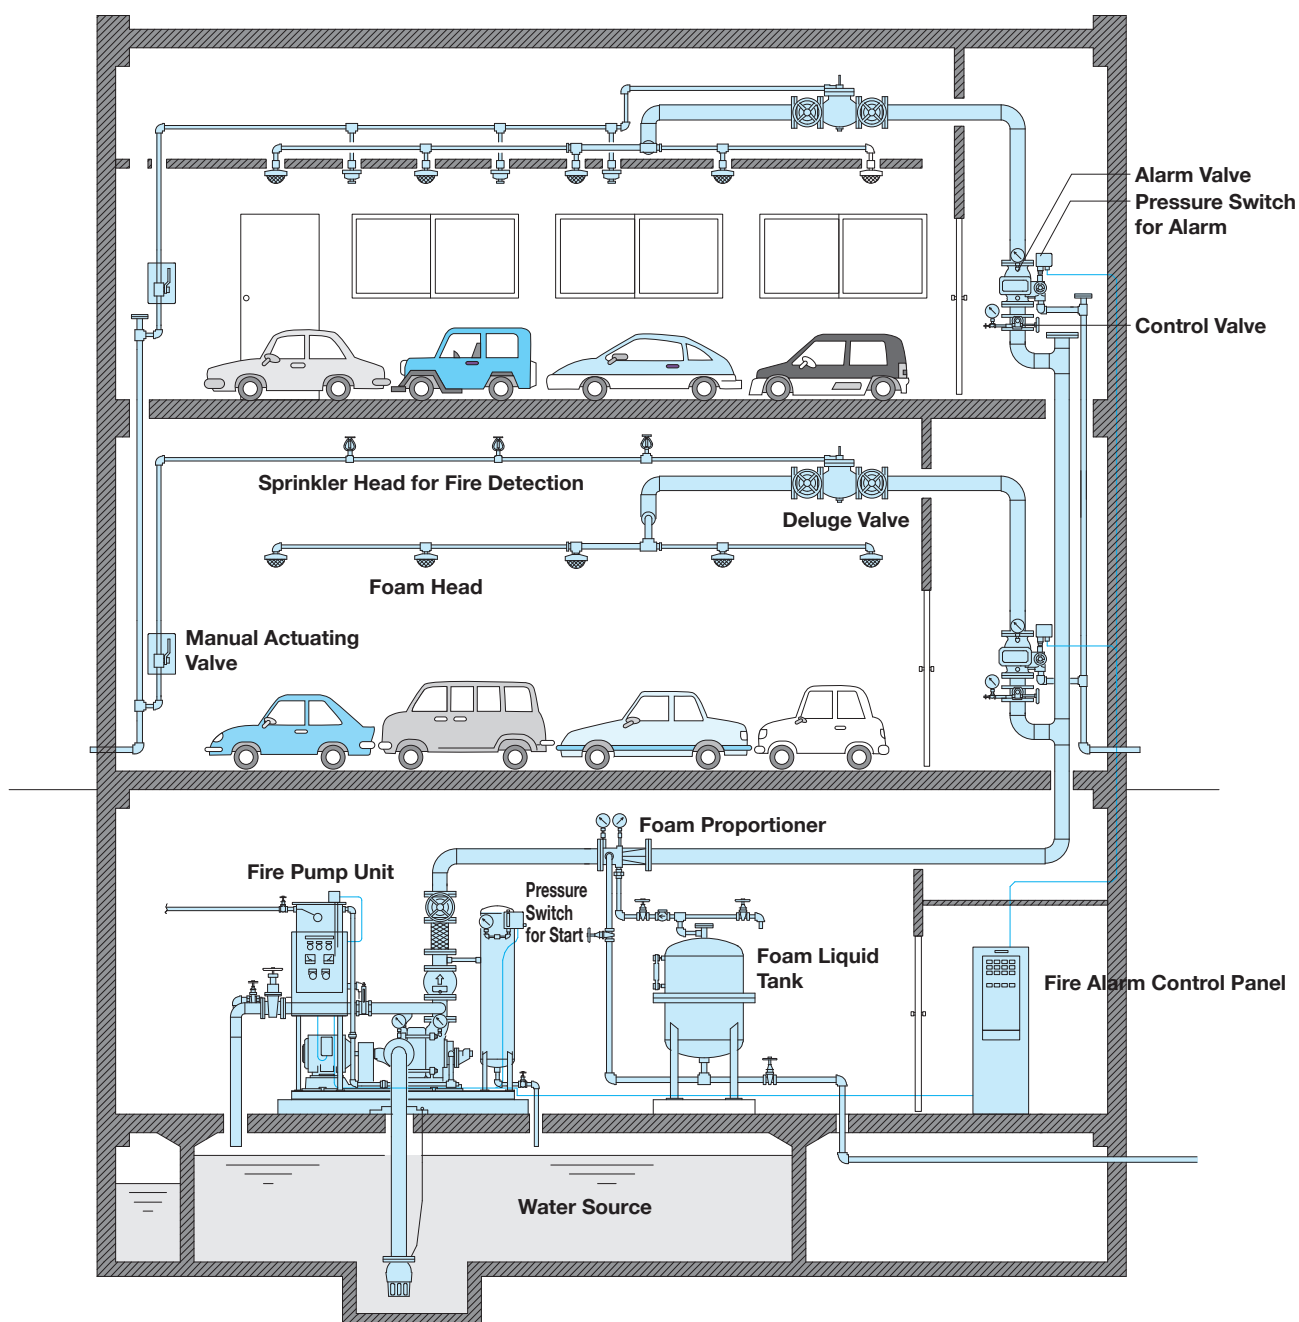 Alarm Valve
Pressure Switch
for Alarm
Control Valve
Sprinkler Head for Fire Detection
Deluge Valve
Foam Head
Manual Actuating
Valve
Foam Proportioner
Fire Pump Unit
Pressure
Switch
for Start
Foam Liquid
Tank
Fire Alarm Control Panel
Water Source